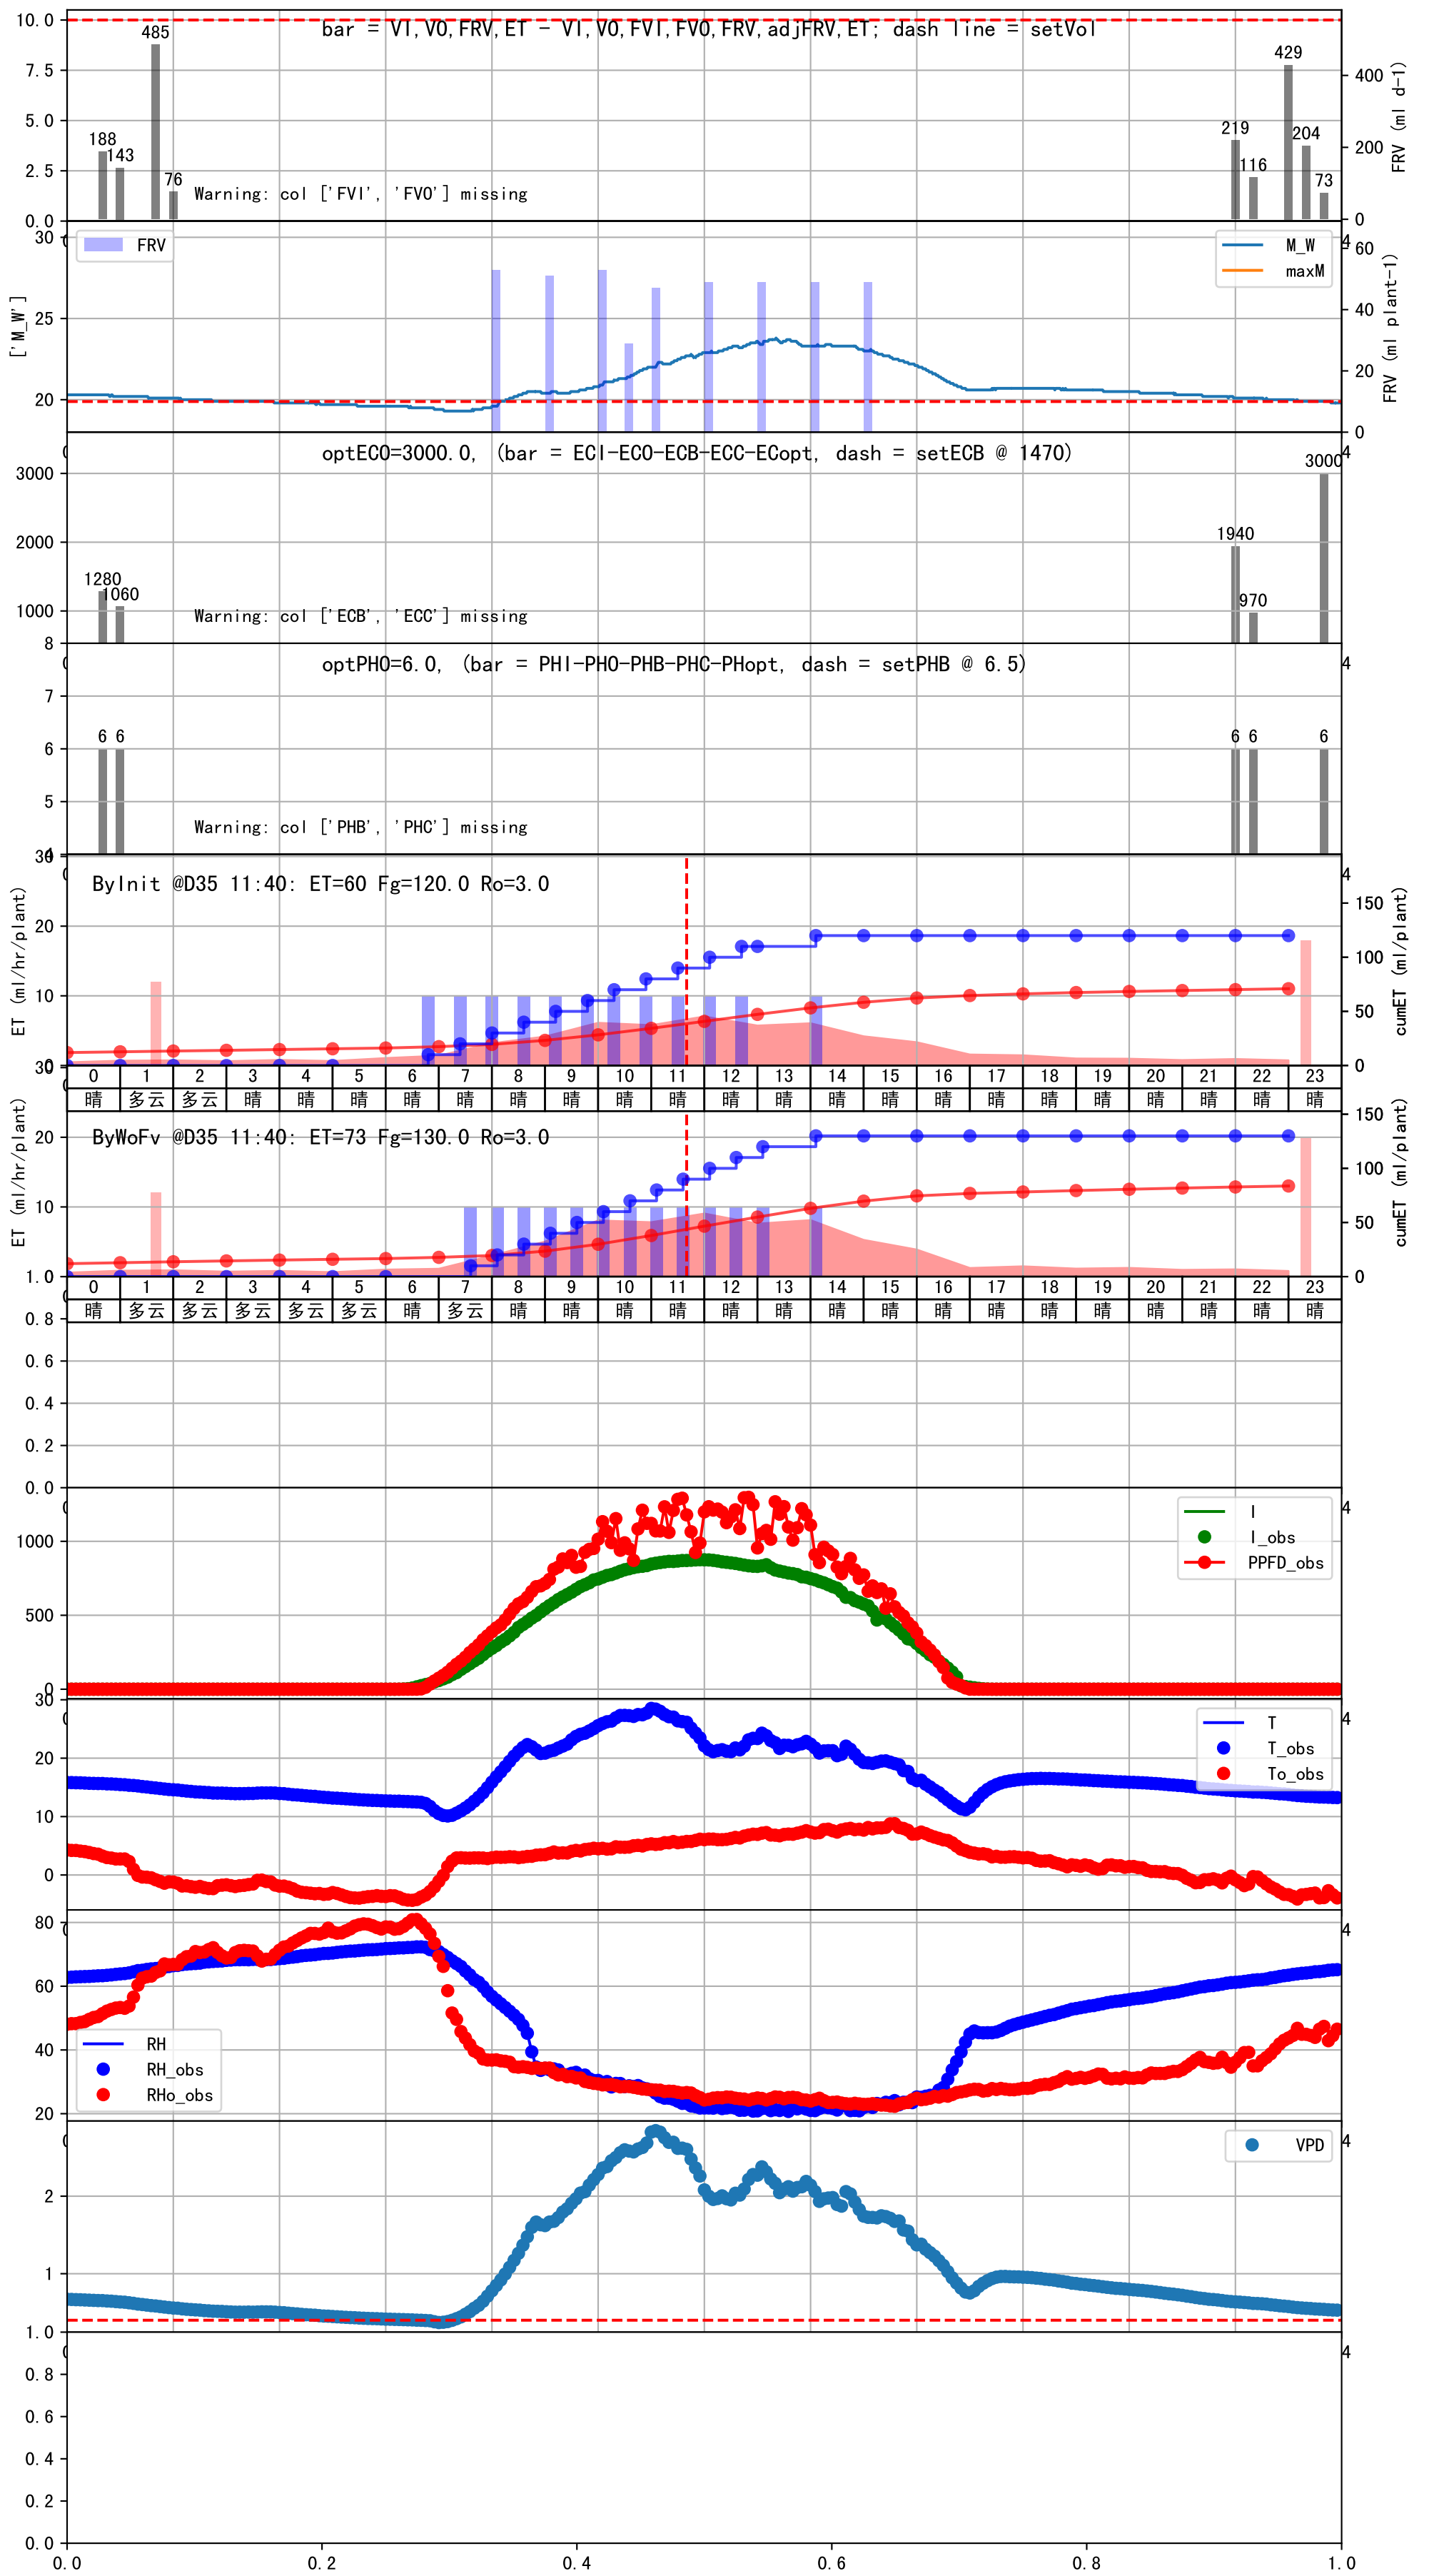 bar = VI,VO,FRV,ET - VI,VO,FVI,FVO,FRV,adjFRV,ET; dash line = setVol
10.0
7.5
5.0
2.5
0.0
188
143
485
76
219
116
429
204
73
Warning: col ['FVI', 'FVO'] missing
400
200
0
FRV (ml d-1)
FRV
M_W
maxM
30
25
20
['M_W']
60
40
20
0
FRV (ml plant-1)
4
optECO=3000.0, (bar = ECI-ECO-ECB-ECC-ECopt, dash = setECB @ 1470)
3000
2000
1000
1280
1060
1940
970
3000
Warning: col ['ECB', 'ECC'] missing
4
optPHO=6.0, (bar = PHI-PHO-PHB-PHC-PHopt, dash = setPHB @ 6.5)
8
7
6
5
4
6 6
6 6
6
Warning: col ['PHB', 'PHC'] missing
4
ByInit @D35 11:40: ET=60 Fg=120.0 Ro=3.0
30
20
10
0
ET (ml/hr/plant)
150
100
50
0
cumET (ml/plant)
4
0 1 2 3 4 5 6 7 8 9 10 11 12 13 14 15 16 17 18 19 20 21 22 23
晴 多云 多云 晴 晴 晴 晴 晴 晴 晴 晴 晴 晴 晴 晴 晴 晴 晴 晴 晴 晴 晴 晴 晴
ByWoFv @D35 11:40: ET=73 Fg=130.0 Ro=3.0
30
20
10
ET (ml/hr/plant)
150
100
50
0
cumET (ml/plant)
0 1 2 3 4 5 6 7 8 9 10 11 12 13 14 15 16 17 18 19 20 21 22 23
晴 多云 多云 多云 多云 多云 晴 多云 晴 晴 晴 晴 晴 晴 晴 晴 晴 晴 晴 晴 晴 晴 晴 晴
1.0
0.8
0.6
0.4
0.2
0.0
4
I
I_obs
PPFD_obs
1000
500
0
4
T
T_obs
To_obs
30
20
10
0
4
RH
RH_obs
RHo_obs
80
60
40
20
4
VPD
2
1
4
1.0
0.8
0.6
0.4
0.2
0.0
0.0 0.2 0.4 0.6 0.8 1.0